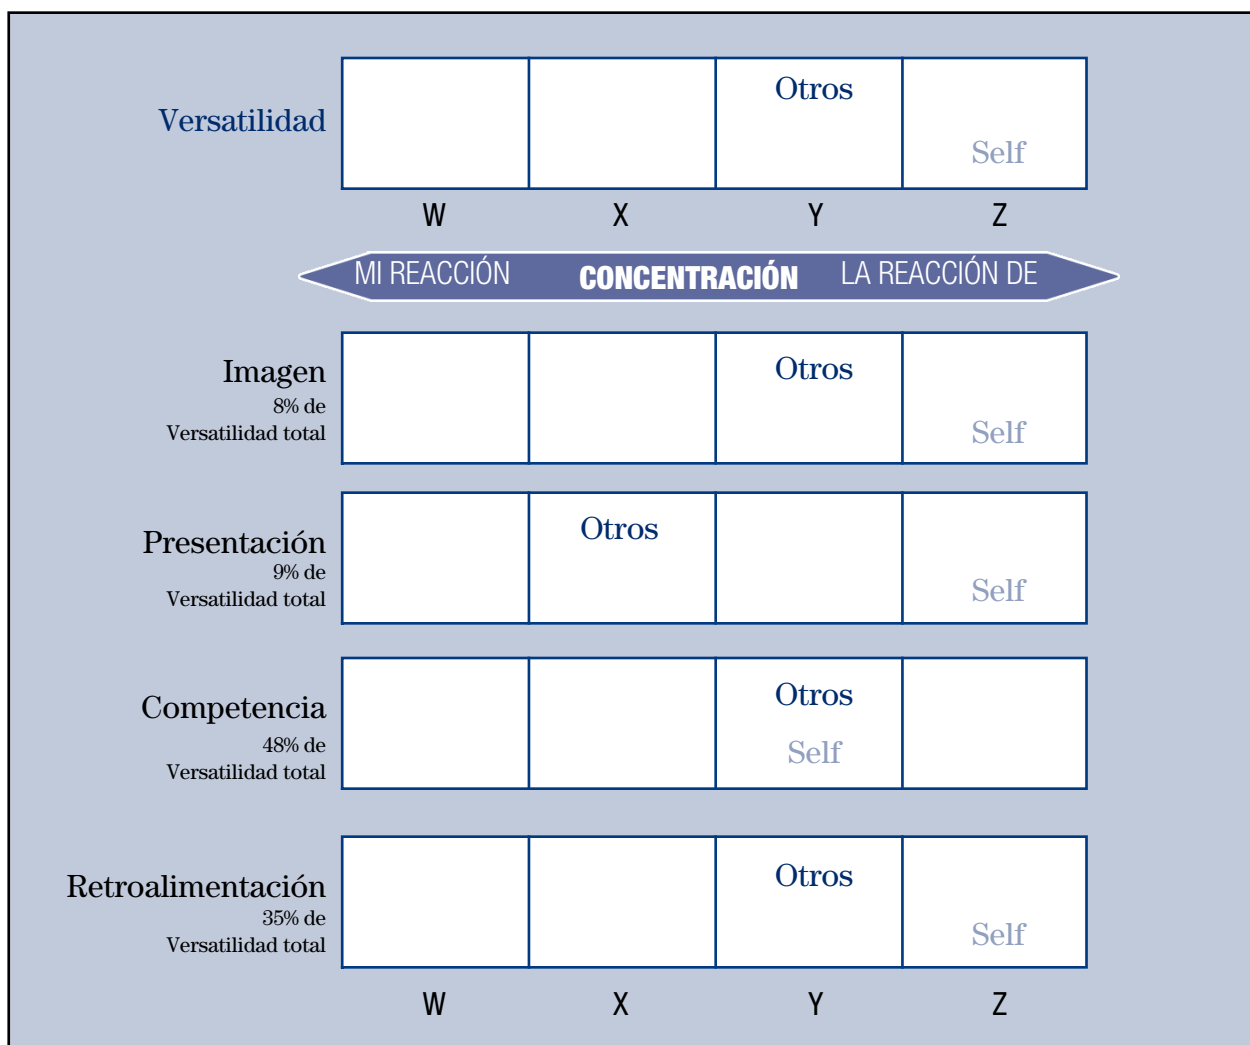 Otros
Versatilidad
Self
W X Y Z
MI REACCIÓN CONCENTRACIÓN LA REACCIÓN DE
Otros
Imagen
8% de
Versatilidad total
Self
Otros
Presentación
9% de
Versatilidad total
Self
Otros
Competencia
48% de
Versatilidad total
Self
Otros
Retroalimentación
35% de
Versatilidad total
Self
W X Y Z